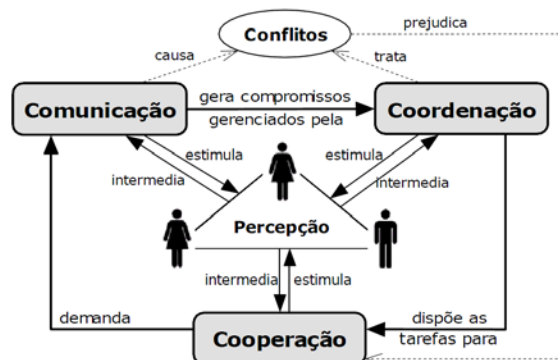 Conflitos
prejudica
causa
trata
Comunicação
gera compromissos
gerenciados pela
Coordenação
estimula
intermedia
estimula
intermedia
Percepção
intermedia
estimula
demanda
Cooperação
dispõe as
tarefas para